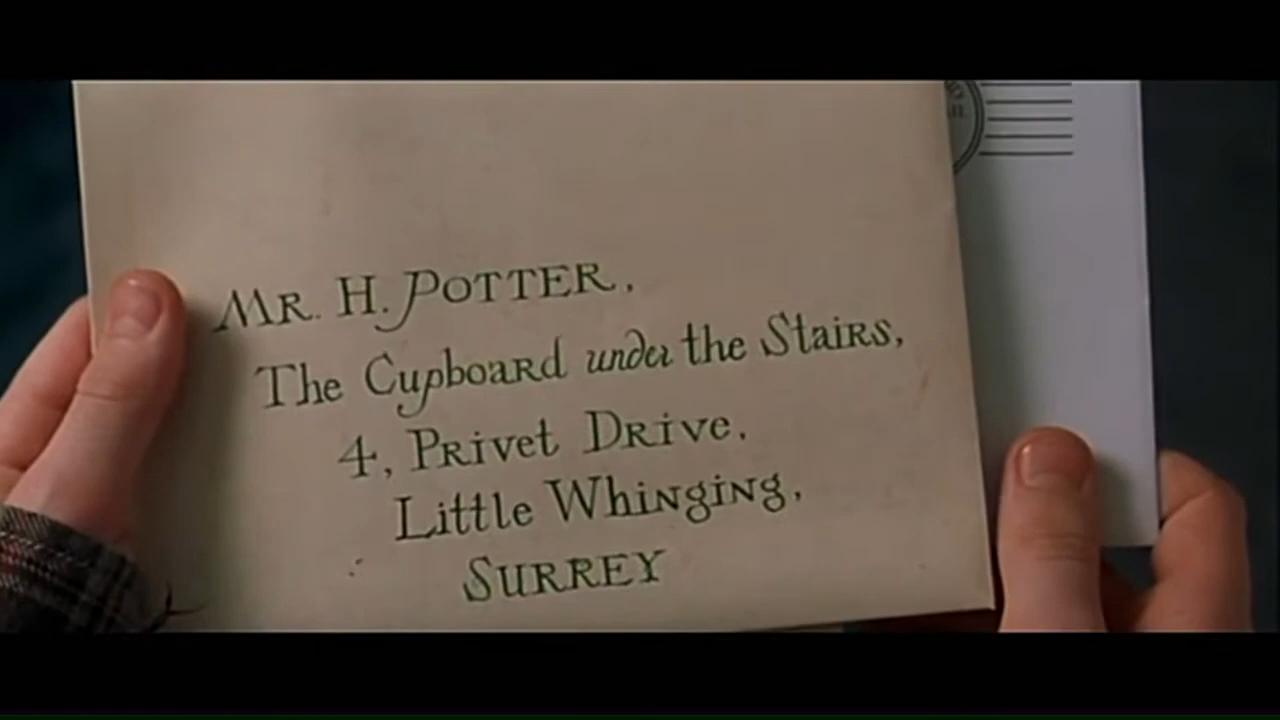 Mr. H. Potter,
The Cupboard under the Stairs,
4, Privet Drive,
Little Whinging,
SURREY